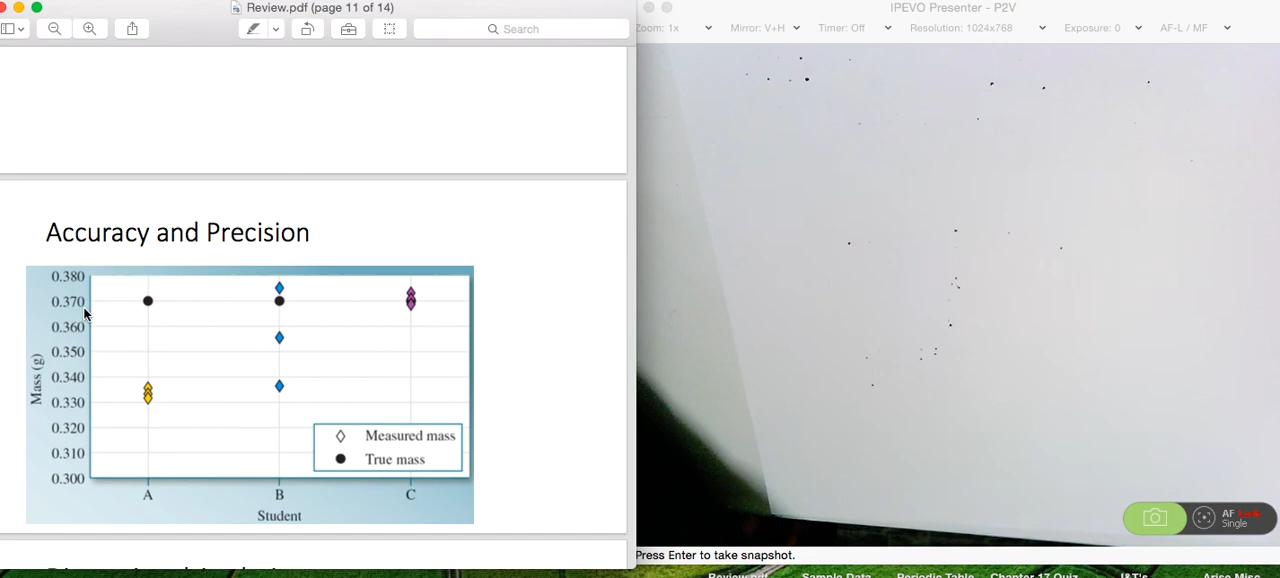 Review.pdf (page 11 of 14)
Search
Accuracy and Precision
0.380
0.370
0.360
0.350
0.340
0.330
0.320
0.310
0.300
Mass (g)
Measured mass
True mass
A B C
Student
IPEVO Presenter - P2V
Zoom: 1x Mirror: V+H Timer: Off Resolution: 1024x768 Exposure: 0 AF-L / MF
AF
Single
Press Enter to take snapshot.
Review.pdf Sample Data Periodic Table Chapter 17 Quiz I&T's Arise Misc